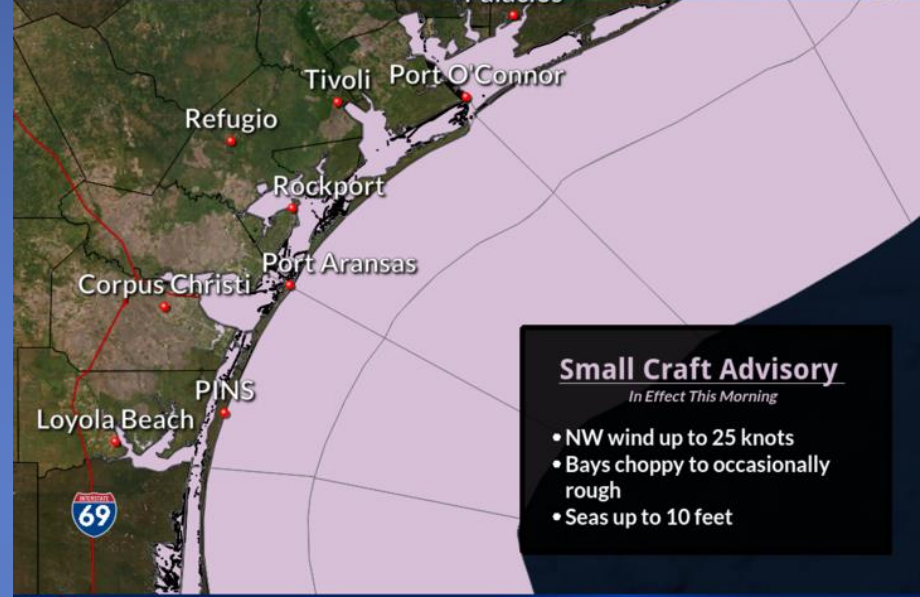 Palacios
Tivoli
Port O'Connor
Refugio
Rockport
Port Aransas
Corpus Christi
PINS
Loyola Beach
INTERSTATE
69
Small Craft Advisory
In Effect This Morning
• NW wind up to 25 knots
• Bays choppy to occasionally
rough
• Seas up to 10 feet